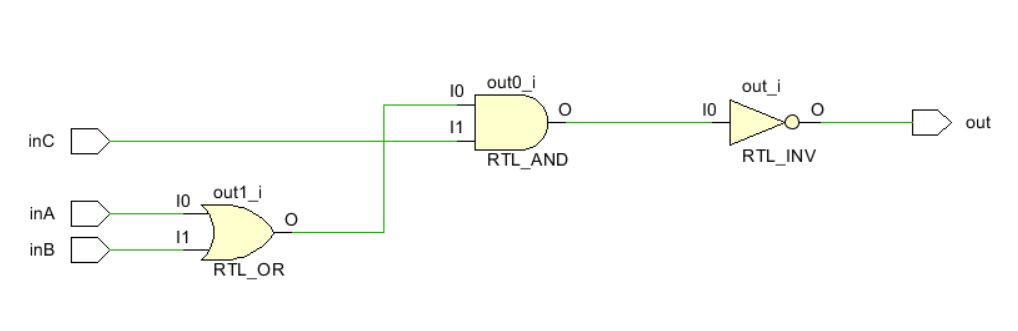 out0_i
out_i
I0
O
I0
O
inC
I1
out
RTL_AND
RTL_INV
out1_i
inA
I0
O
inB
I1
RTL_OR